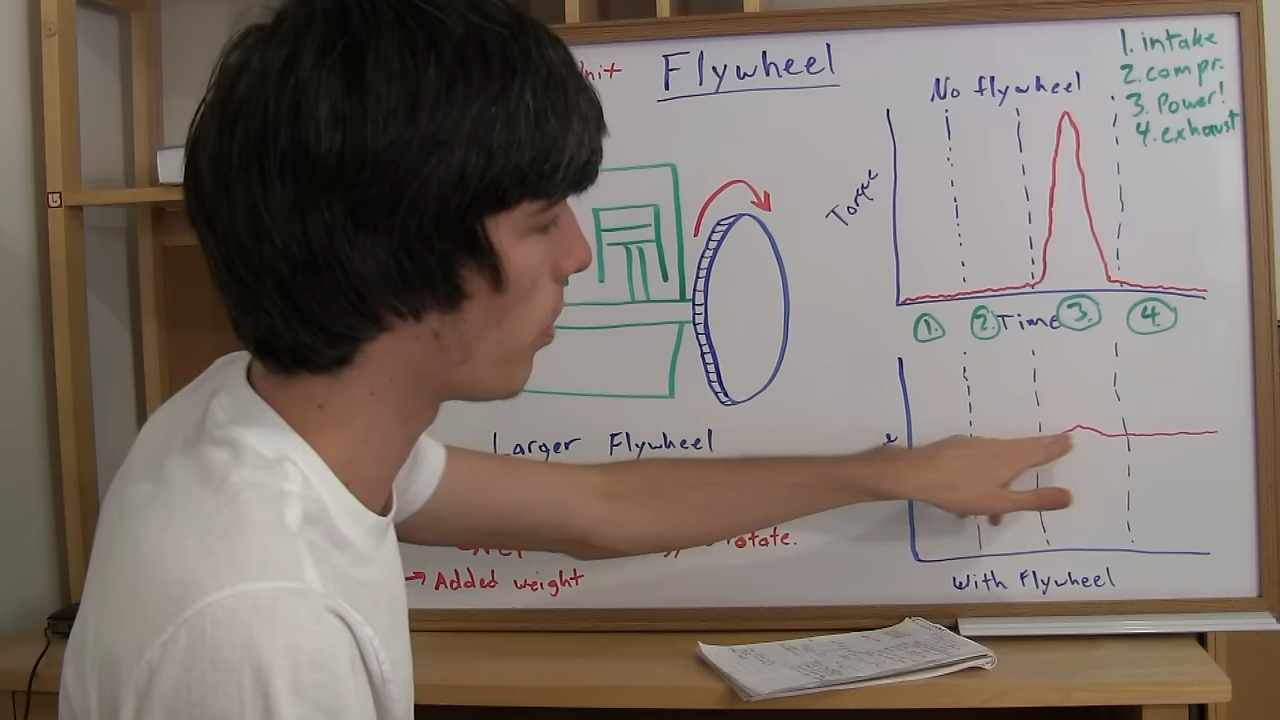 Flywheel
No flywheel
1. intake
2. compr.
3. Power!
4. exhaust
Torque
1. 2. Time 3. 4.
Larger Flywheel
rotate.
→ Added weight
With Flywheel